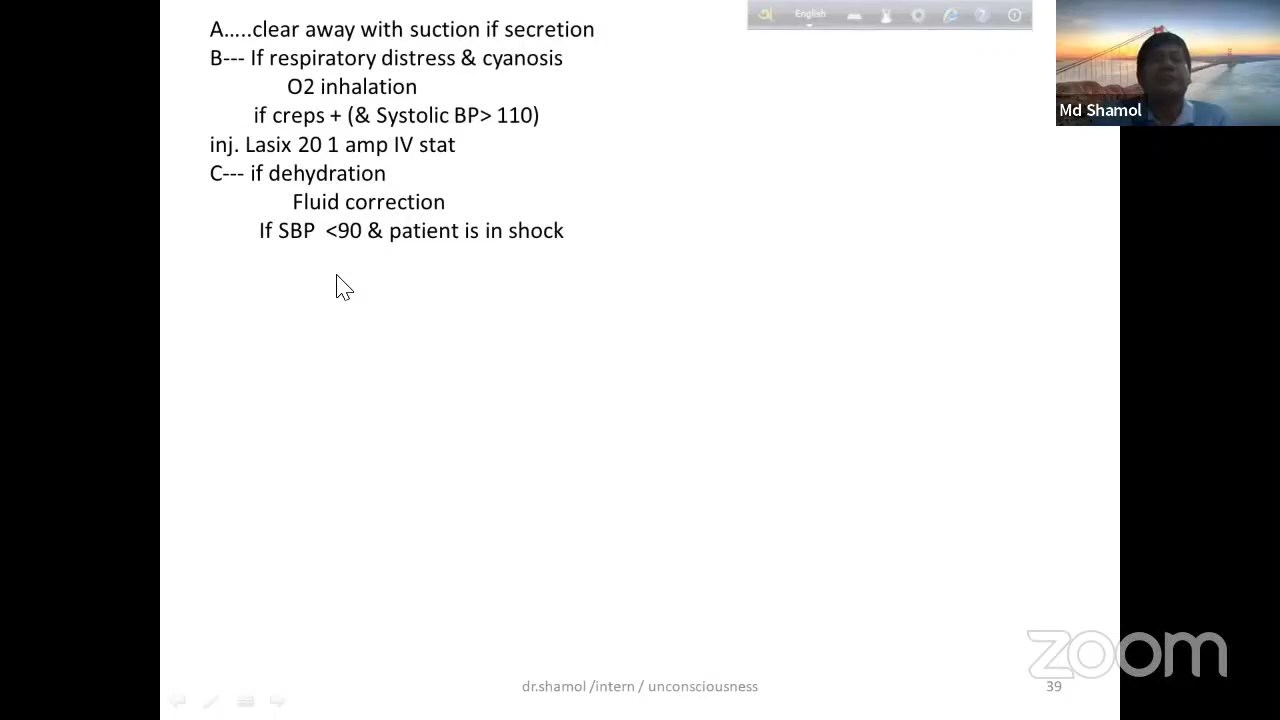 A.....clear away with suction if secretion
B--- If respiratory distress & cyanosis
O2 inhalation
if creps + (& Systolic BP> 110)
inj. Lasix 20 1 amp IV stat
C--- if dehydration
Fluid correction
If SBP <90 & patient is in shock
English
Md Shamol
zoom
dr.shamol /intern / unconsciousness
39